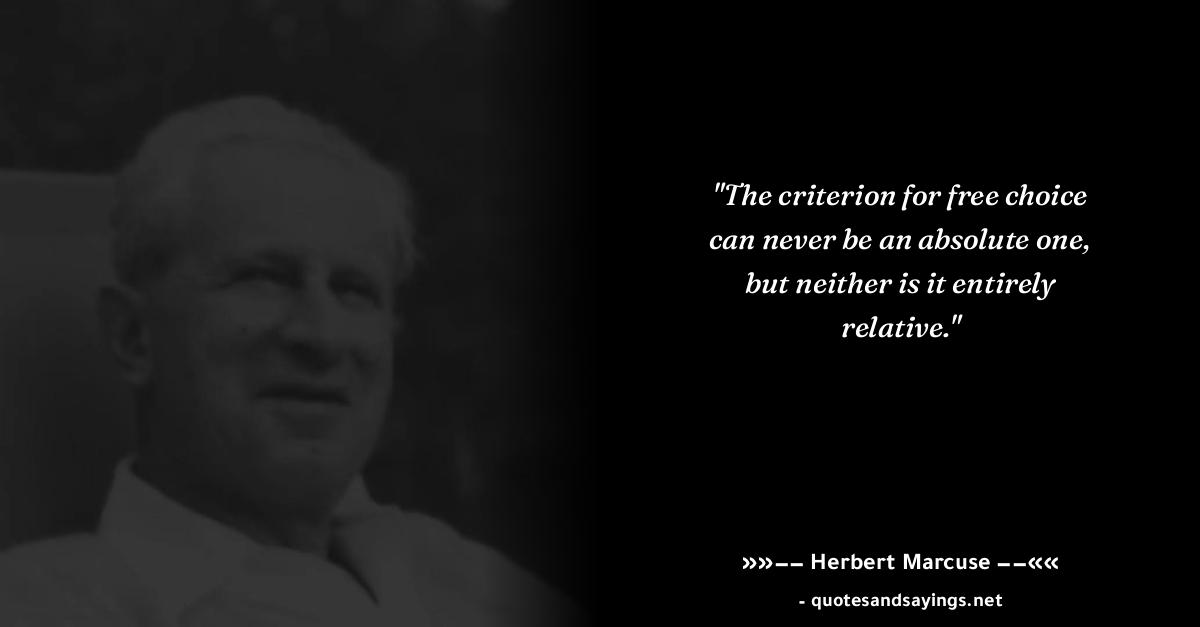 "The criterion for free choice
can never be an absolute one,
but neither is it entirely
relative."
»»–– Herbert Marcuse ––««
- quotesandsayings.net